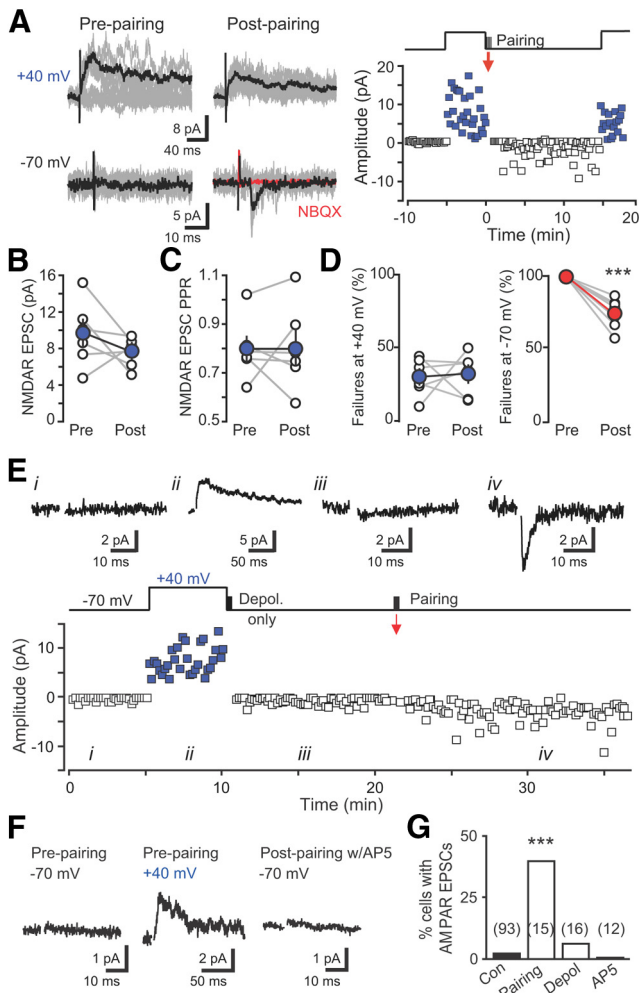 A
Pre-pairing
Post-pairing
+40 mV
8 pA
40 ms
-70 mV
NBQX
5 pA
10 ms
Pairing
Amplitude (pA)
20
10
0
-10
-10
0
10
20
Time (min)
B
NMDAR EPSC (pA)
16
12
8
4
0
Pre
Post
C
NMDAR EPSC PPR
1.1
0.9
0.7
0.5
Pre
Post
D
Failures at +40 mV (%)
100
50
0
Pre
Post
Failures at -70 mV (%)
100
50
0
***
Pre
Post
E
i
ii
iii
iv
2 pA
10 ms
5 pA
50 ms
2 pA
10 ms
2 pA
10 ms
+40 mV
-70 mV
Depol.
only
Pairing
Amplitude (pA)
10
0
-10
i
ii
iii
iv
0
10
20
30
Time (min)
F
Pre-pairing
-70 mV
Pre-pairing
+40 mV
Post-pairing w/AP5
-70 mV
1 pA
10 ms
2 pA
50 ms
1 pA
10 ms
G
% cells with
AMPAR EPSCs
50
25
0
***
(93)
(15)
(16)
(12)
Con
Pairing
Depol
AP5